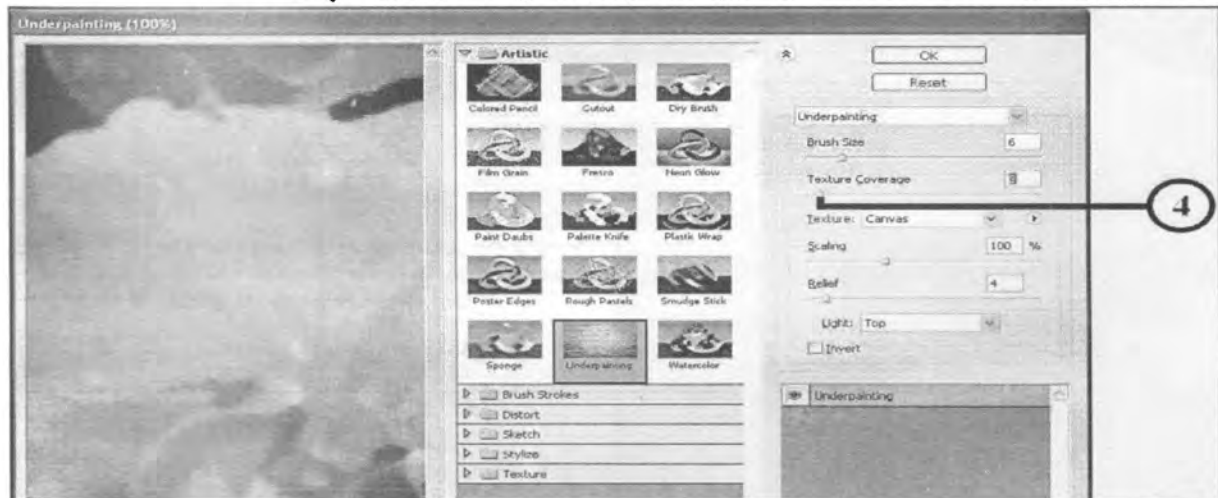 Underpainting (100%)
Artistic
Colored Pencil
Cutout
Dry Brush
Film Grain
Fresco
Neon Glow
Paint Daubs
Palette Knife
Plastic Wrap
Poster Edges
Rough Pastels
Smudge Stick
Sponge
Underpainting
Watercolor
Brush Strokes
Distort
Sketch
Stylize
Texture
OK
Reset
Underpainting
Brush Size 6
Texture Coverage
Texture: Canvas
Scaling 100 %
Relief 4
Light: Top
Invert
Underpainting
4